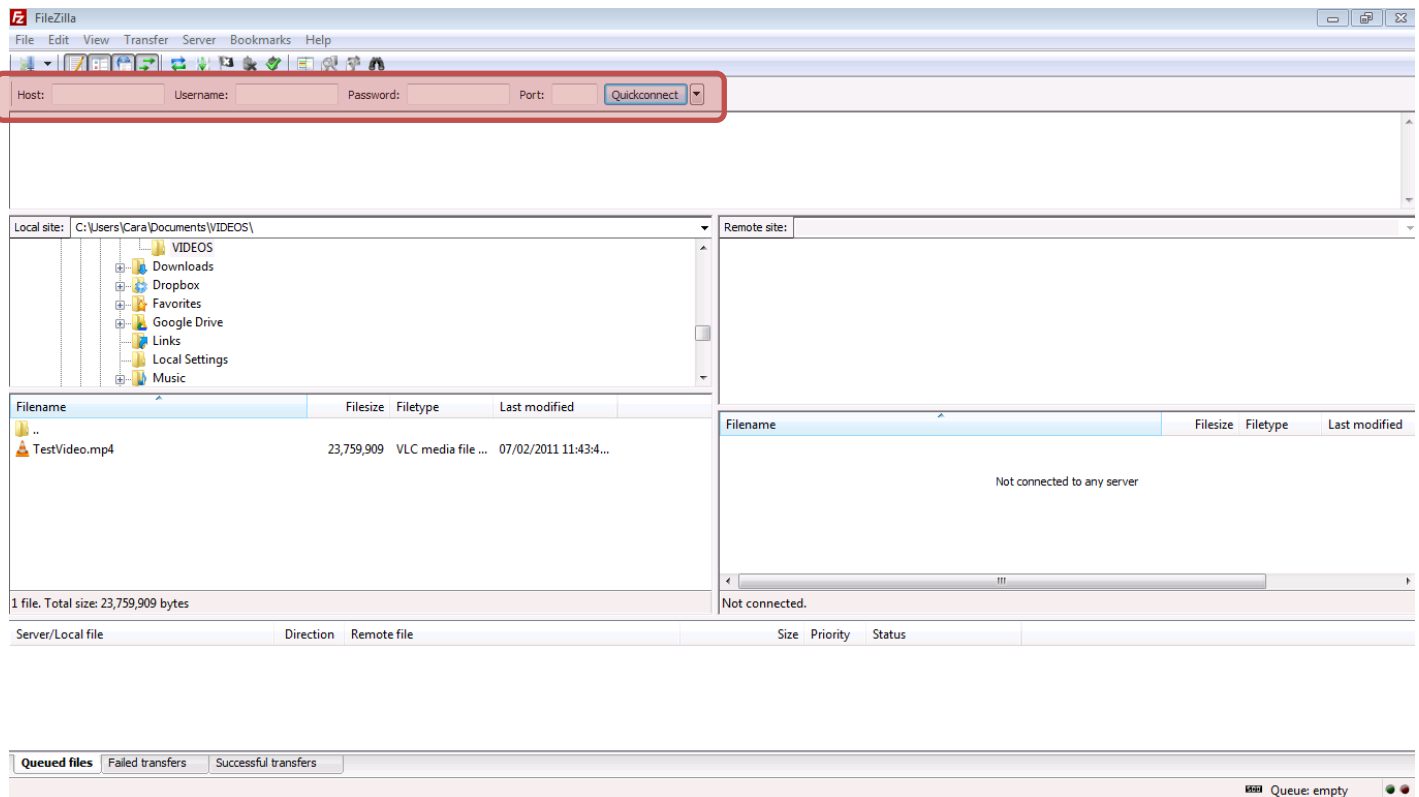 FileZilla
File Edit View Transfer Server Bookmarks Help
Host: Username: Password: Port: Quickconnect
Local site: C:\Users\Cara\Documents\VIDEOS\
VIDEOS
Downloads
Dropbox
Favorites
Google Drive
Links
Local Settings
Music
Filename Filesize Filetype Last modified
..
TestVideo.mp4 23,759,909 VLC media file ... 07/02/2011 11:43:4...
1 file. Total size: 23,759,909 bytes
Remote site:
Filename Filesize Filetype Last modified
Not connected to any server
Not connected.
Server/Local file Direction Remote file Size Priority Status
Queued files Failed transfers Successful transfers
Queue: empty